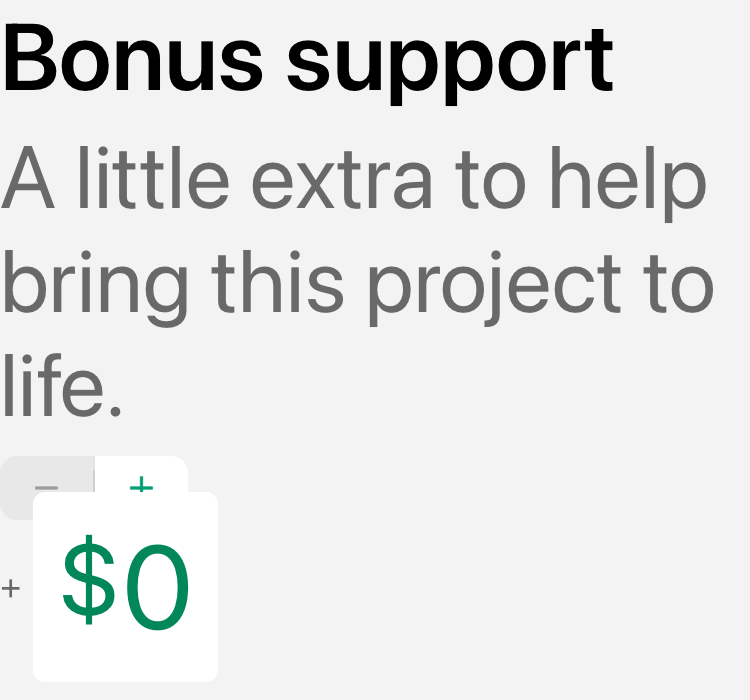 Bonus support
A little extra to help
bring this project to
life.
− +
+ $0